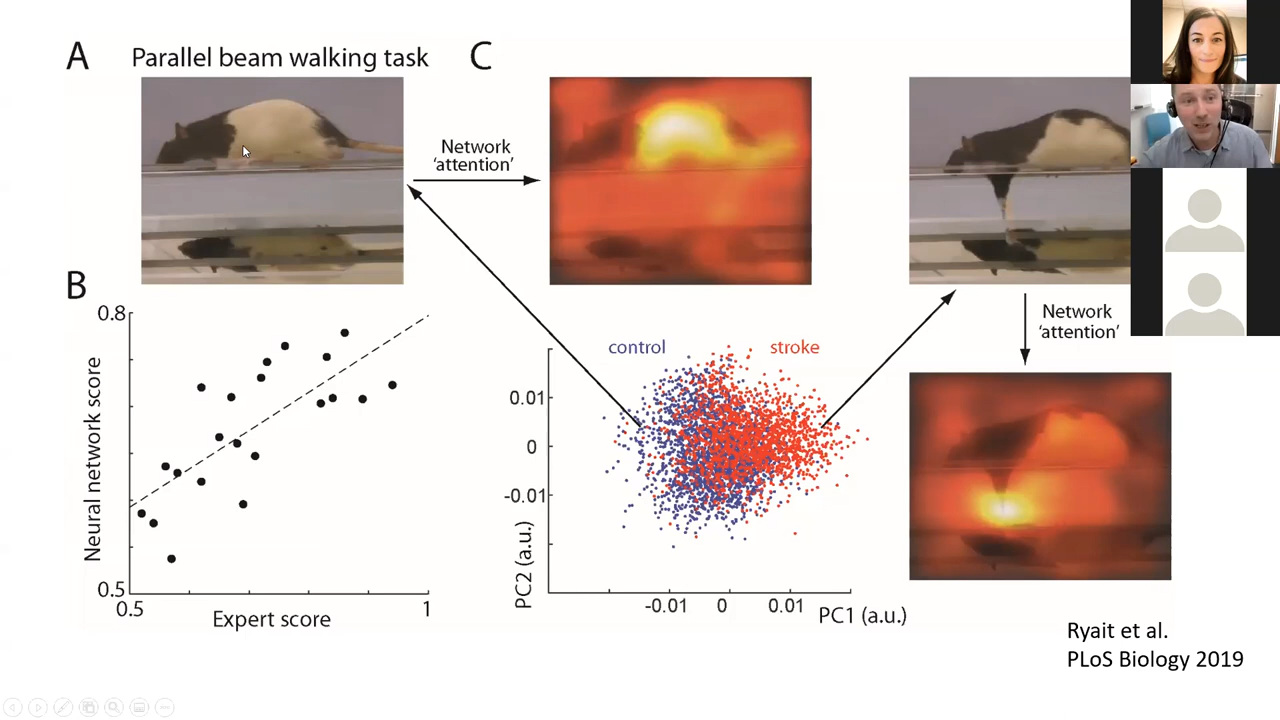 A
Parallel beam walking task
C
Network
'attention'
B
0.8
Neural network score
0.5
0.5
Expert score
1
control
stroke
0.01
0
-0.01
PC2 (a.u.)
-0.01
0
0.01
PC1 (a.u.)
Network
'attention'
Ryait et al.
PLoS Biology 2019